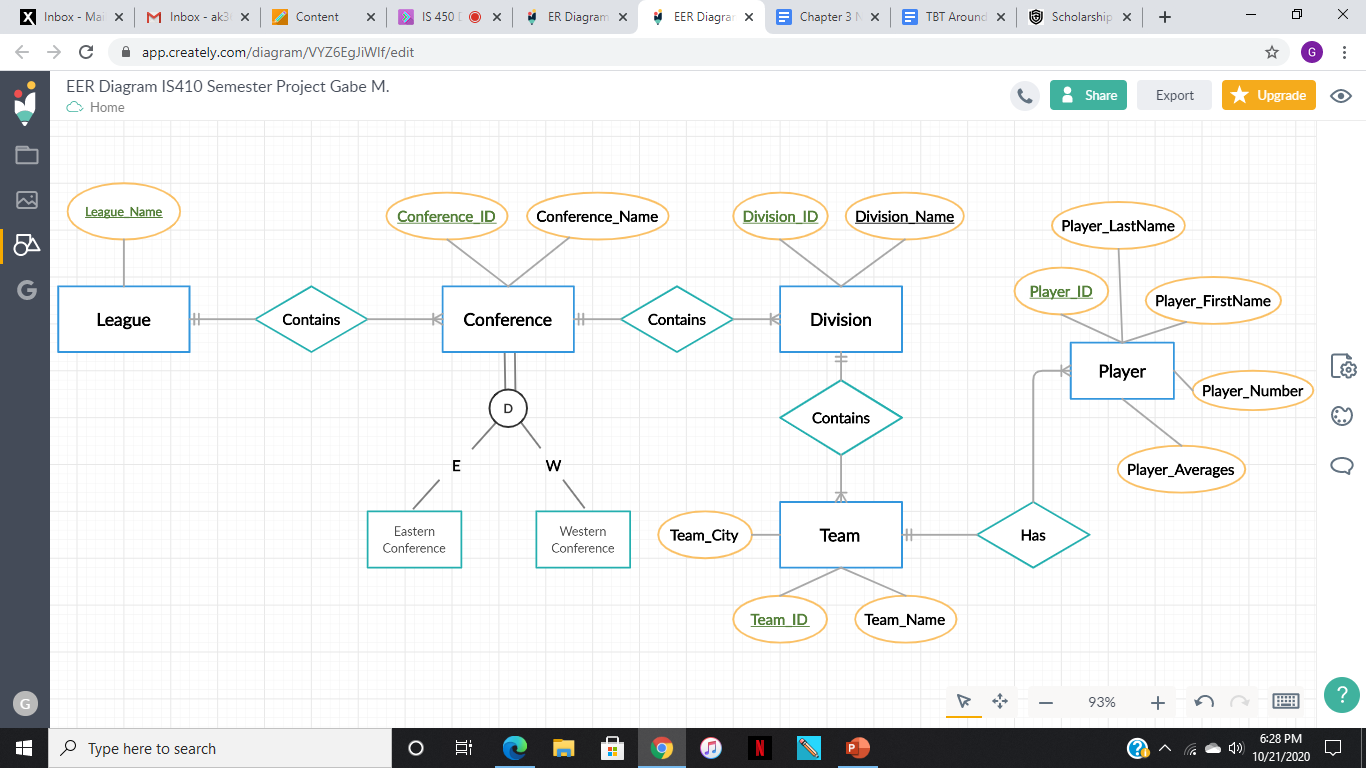 Inbox - Mai
Inbox - ak3
Content
IS 450
ER Diagram
EER Diagra
Chapter 3 N
TBT Around
Scholarship
app.creately.com/diagram/VYZ6EgJiWIf/edit
G
EER Diagram IS410 Semester Project Gabe M.
Home
Share
Export
Upgrade
League_Name
Conference_ID
Conference_Name
Division_ID
Division_Name
Player_LastName
Player_ID
Player_FirstName
League
Contains
Conference
Contains
Division
Player
Player_Number
D
Contains
E
W
Player_Averages
Eastern
Conference
Western
Conference
Team_City
Team
Has
Team_ID
Team_Name
G
G
93%
?
Type here to search
N
P
?
6:28 PM
10/21/2020